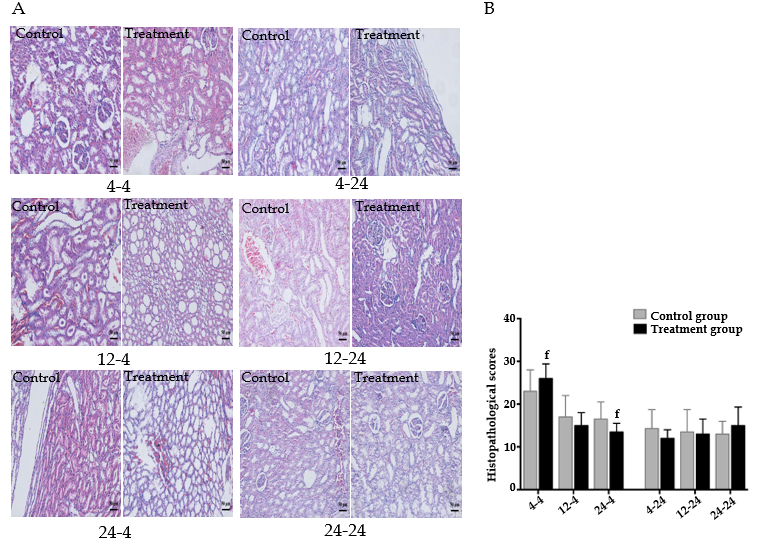 A
B
Control Treatment Control Treatment
4-4
4-24
Control Treatment Control Treatment
12-4
12-24
Control Treatment Control Treatment
24-4
24-24
Control group
Treatment group
Histopathological scores
40
30
20
10
0
f
f
4-4 12-4 24-4 4-24 12-24 24-24